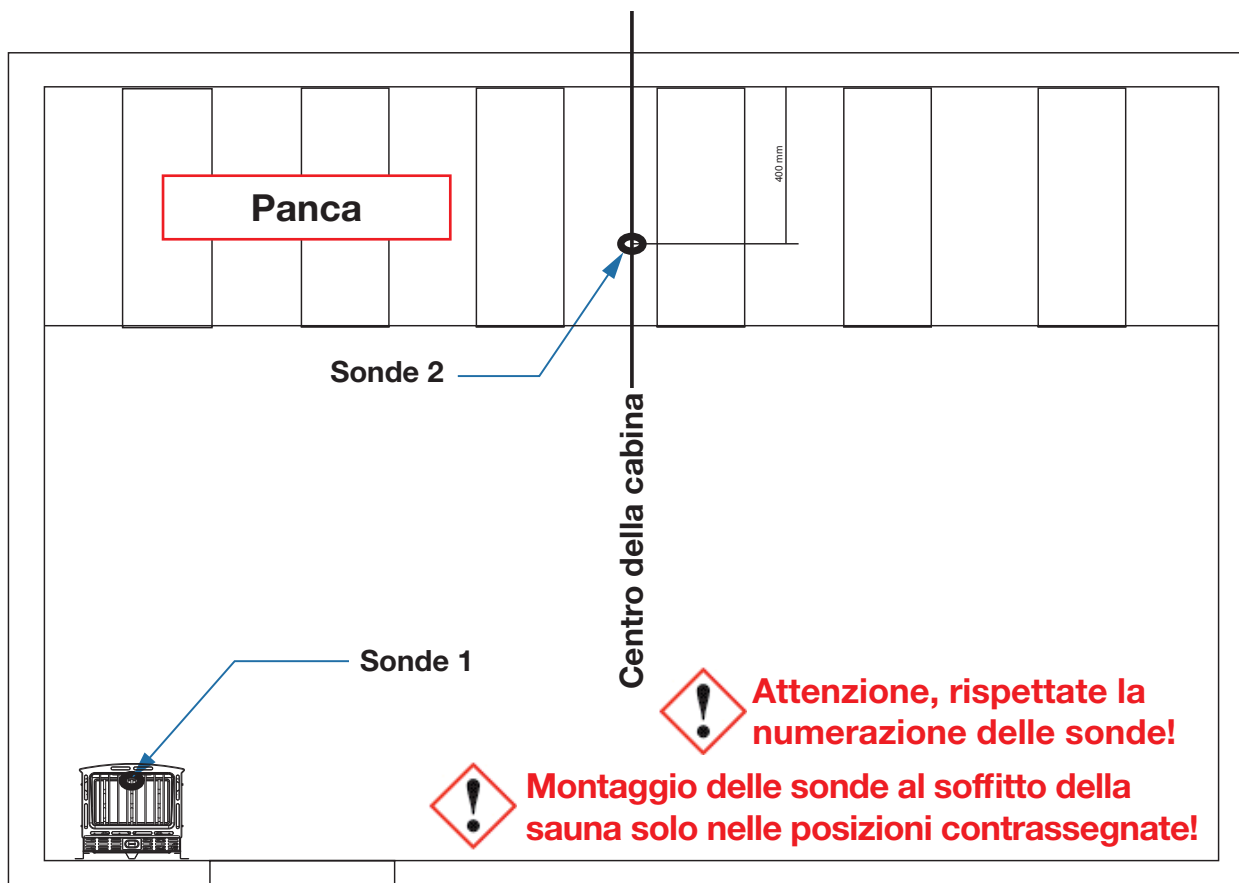 400 mm
Panca
Sonde 2
Centro della cabina
Sonde 1
Attenzione, rispettate la
numerazione delle sonde!
Montaggio delle sonde al soffitto della
sauna solo nelle posizioni contrassegnate!